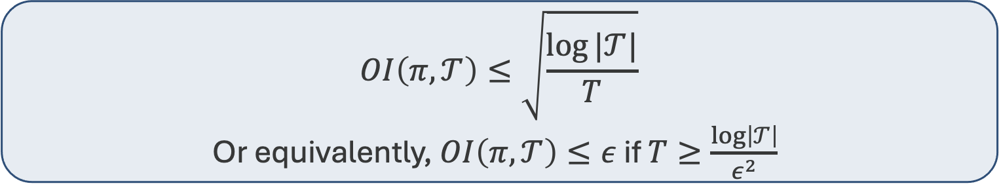 OI(π, 𝒯) ≤ √(log |𝒯| / T)
Or equivalently, OI(π, 𝒯) ≤ ϵ if T ≥ log|𝒯| / ϵ²